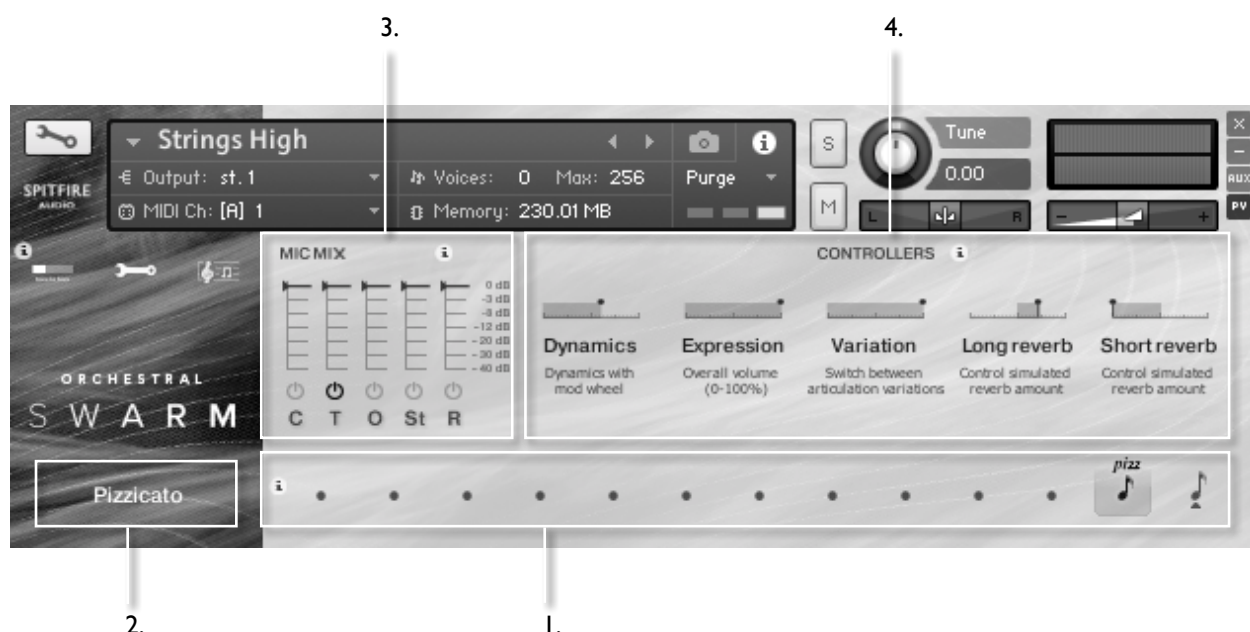 3.
4.
Strings High
S
Tune
SPITFIRE
AUDIO
Output: st.1
Voices: 0 Max: 256
Purge
0.00
AUX
MIDI Ch: [A] 1
Memory: 230.01 MB
M
L
R
PV
MIC MIX
CONTROLLERS
0 dB
-3 dB
-12 dB
-20 dB
-30 dB
-40 dB
Dynamics
Dynamics with
mod wheel
Expression
Overall volume
(0-100%)
Variation
Switch between
articulation variations
Long reverb
Control simulated
reverb amount
Short reverb
Control simulated
reverb amount
ORCHESTRAL
SWARM
C T O St R
Pizzicato
pizz
2.
1.